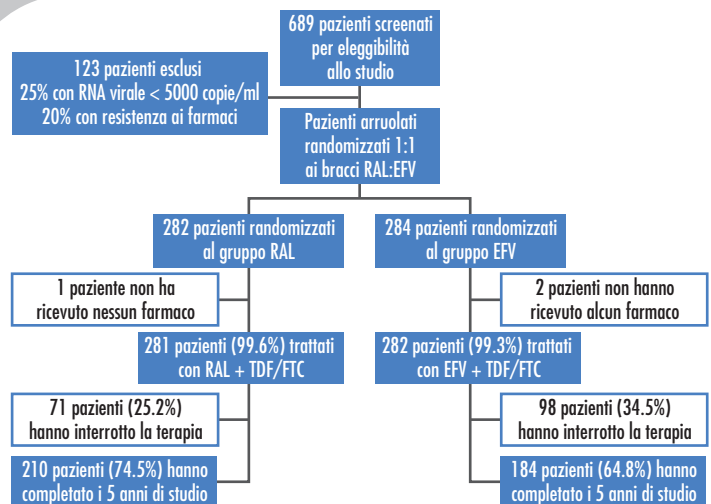 689 pazienti screenati
per eleggibilità
allo studio
123 pazienti esclusi
25% con RNA virale < 5000 copie/ml
20% con resistenza ai farmaci
Pazienti arruolati
randomizzati 1:1
ai bracci RAL:EFV
282 pazienti randomizzati
al gruppo RAL
284 pazienti randomizzati
al gruppo EFV
1 paziente non ha
ricevuto nessun farmaco
2 pazienti non hanno
ricevuto alcun farmaco
281 pazienti (99.6%) trattati
con RAL + TDF/FTC
282 pazienti (99.3%) trattati
con EFV + TDF/FTC
71 pazienti (25.2%)
hanno interrotto la terapia
98 pazienti (34.5%)
hanno interrotto la terapia
210 pazienti (74.5%) hanno
completato i 5 anni di studio
184 pazienti (64.8%) hanno
completato i 5 anni di studio